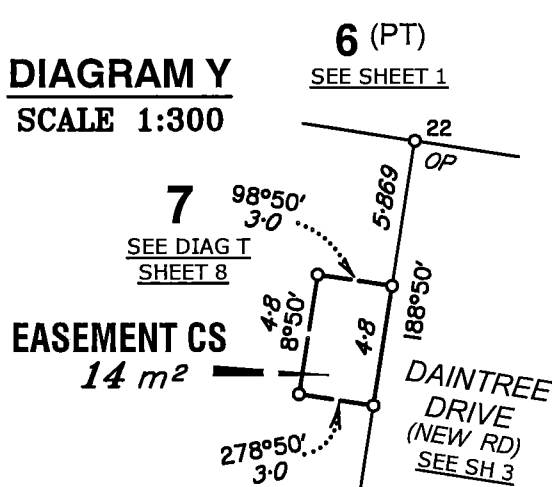 6 (PT)
SEE SHEET 1
DIAGRAM Y
SCALE 1:300
22
OP
5·869
7
SEE DIAG T
SHEET 8
98°50'
3·0
188°50'
4·8
8°50'
4·8
EASEMENT CS
14 m²
DAINTREE
DRIVE
(NEW RD)
SEE SH 3
278°50'
3·0